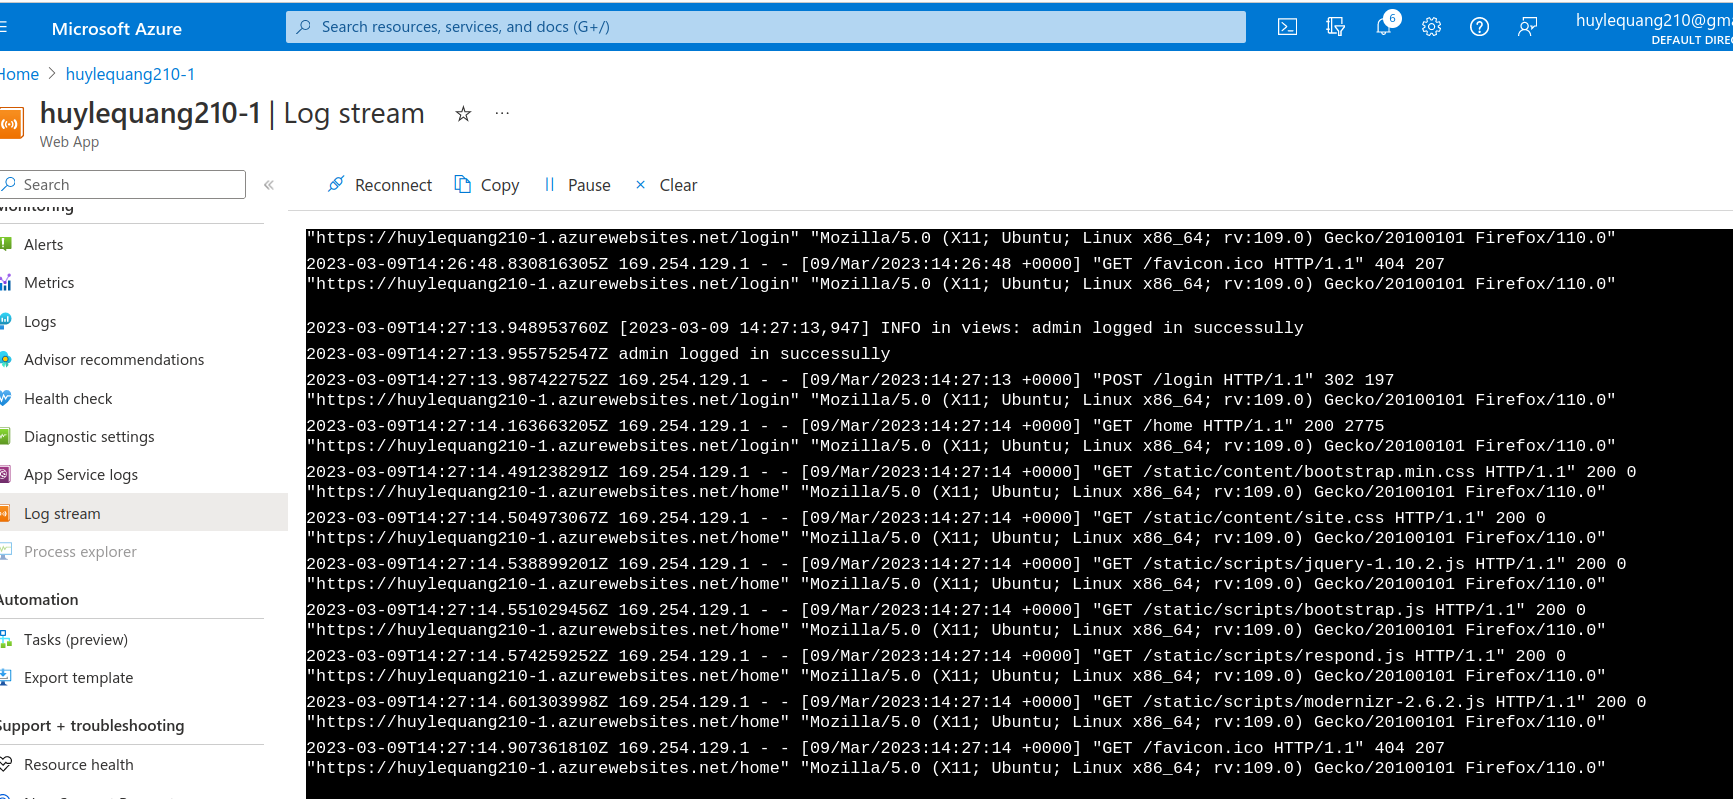 Microsoft Azure
Search resources, services, and docs (G+/)
6
huylequang210@gma
DEFAULT DIREC
Home > huylequang210-1
huylequang210-1 | Log stream
Web App
Search
Reconnect Copy Pause Clear
Monitoring
Alerts
Metrics
Logs
Advisor recommendations
Health check
Diagnostic settings
App Service logs
Log stream
Process explorer
Automation
Tasks (preview)
Export template
Support + troubleshooting
Resource health
"https://huylequang210-1.azurewebsites.net/login" "Mozilla/5.0 (X11; Ubuntu; Linux x86_64; rv:109.0) Gecko/20100101 Firefox/110.0"
2023-03-09T14:26:48.830816305Z 169.254.129.1 - - [09/Mar/2023:14:26:48 +0000] "GET /favicon.ico HTTP/1.1" 404 207
"https://huylequang210-1.azurewebsites.net/login" "Mozilla/5.0 (X11; Ubuntu; Linux x86_64; rv:109.0) Gecko/20100101 Firefox/110.0"
2023-03-09T14:27:13.948953760Z [2023-03-09 14:27:13,947] INFO in views: admin logged in successully
2023-03-09T14:27:13.955752547Z admin logged in successully
2023-03-09T14:27:13.987422752Z 169.254.129.1 - - [09/Mar/2023:14:27:13 +0000] "POST /login HTTP/1.1" 302 197
"https://huylequang210-1.azurewebsites.net/login" "Mozilla/5.0 (X11; Ubuntu; Linux x86_64; rv:109.0) Gecko/20100101 Firefox/110.0"
2023-03-09T14:27:14.163663205Z 169.254.129.1 - - [09/Mar/2023:14:27:14 +0000] "GET /home HTTP/1.1" 200 2775
"https://huylequang210-1.azurewebsites.net/login" "Mozilla/5.0 (X11; Ubuntu; Linux x86_64; rv:109.0) Gecko/20100101 Firefox/110.0"
2023-03-09T14:27:14.491238291Z 169.254.129.1 - - [09/Mar/2023:14:27:14 +0000] "GET /static/content/bootstrap.min.css HTTP/1.1" 200 0
"https://huylequang210-1.azurewebsites.net/home" "Mozilla/5.0 (X11; Ubuntu; Linux x86_64; rv:109.0) Gecko/20100101 Firefox/110.0"
2023-03-09T14:27:14.504973067Z 169.254.129.1 - - [09/Mar/2023:14:27:14 +0000] "GET /static/content/site.css HTTP/1.1" 200 0
"https://huylequang210-1.azurewebsites.net/home" "Mozilla/5.0 (X11; Ubuntu; Linux x86_64; rv:109.0) Gecko/20100101 Firefox/110.0"
2023-03-09T14:27:14.538899201Z 169.254.129.1 - - [09/Mar/2023:14:27:14 +0000] "GET /static/scripts/jquery-1.10.2.js HTTP/1.1" 200 0
"https://huylequang210-1.azurewebsites.net/home" "Mozilla/5.0 (X11; Ubuntu; Linux x86_64; rv:109.0) Gecko/20100101 Firefox/110.0"
2023-03-09T14:27:14.551029456Z 169.254.129.1 - - [09/Mar/2023:14:27:14 +0000] "GET /static/scripts/bootstrap.js HTTP/1.1" 200 0
"https://huylequang210-1.azurewebsites.net/home" "Mozilla/5.0 (X11; Ubuntu; Linux x86_64; rv:109.0) Gecko/20100101 Firefox/110.0"
2023-03-09T14:27:14.574259252Z 169.254.129.1 - - [09/Mar/2023:14:27:14 +0000] "GET /static/scripts/respond.js HTTP/1.1" 200 0
"https://huylequang210-1.azurewebsites.net/home" "Mozilla/5.0 (X11; Ubuntu; Linux x86_64; rv:109.0) Gecko/20100101 Firefox/110.0"
2023-03-09T14:27:14.601303998Z 169.254.129.1 - - [09/Mar/2023:14:27:14 +0000] "GET /static/scripts/modernizr-2.6.2.js HTTP/1.1" 200 0
"https://huylequang210-1.azurewebsites.net/home" "Mozilla/5.0 (X11; Ubuntu; Linux x86_64; rv:109.0) Gecko/20100101 Firefox/110.0"
2023-03-09T14:27:14.907361810Z 169.254.129.1 - - [09/Mar/2023:14:27:14 +0000] "GET /favicon.ico HTTP/1.1" 404 207
"https://huylequang210-1.azurewebsites.net/home" "Mozilla/5.0 (X11; Ubuntu; Linux x86_64; rv:109.0) Gecko/20100101 Firefox/110.0"